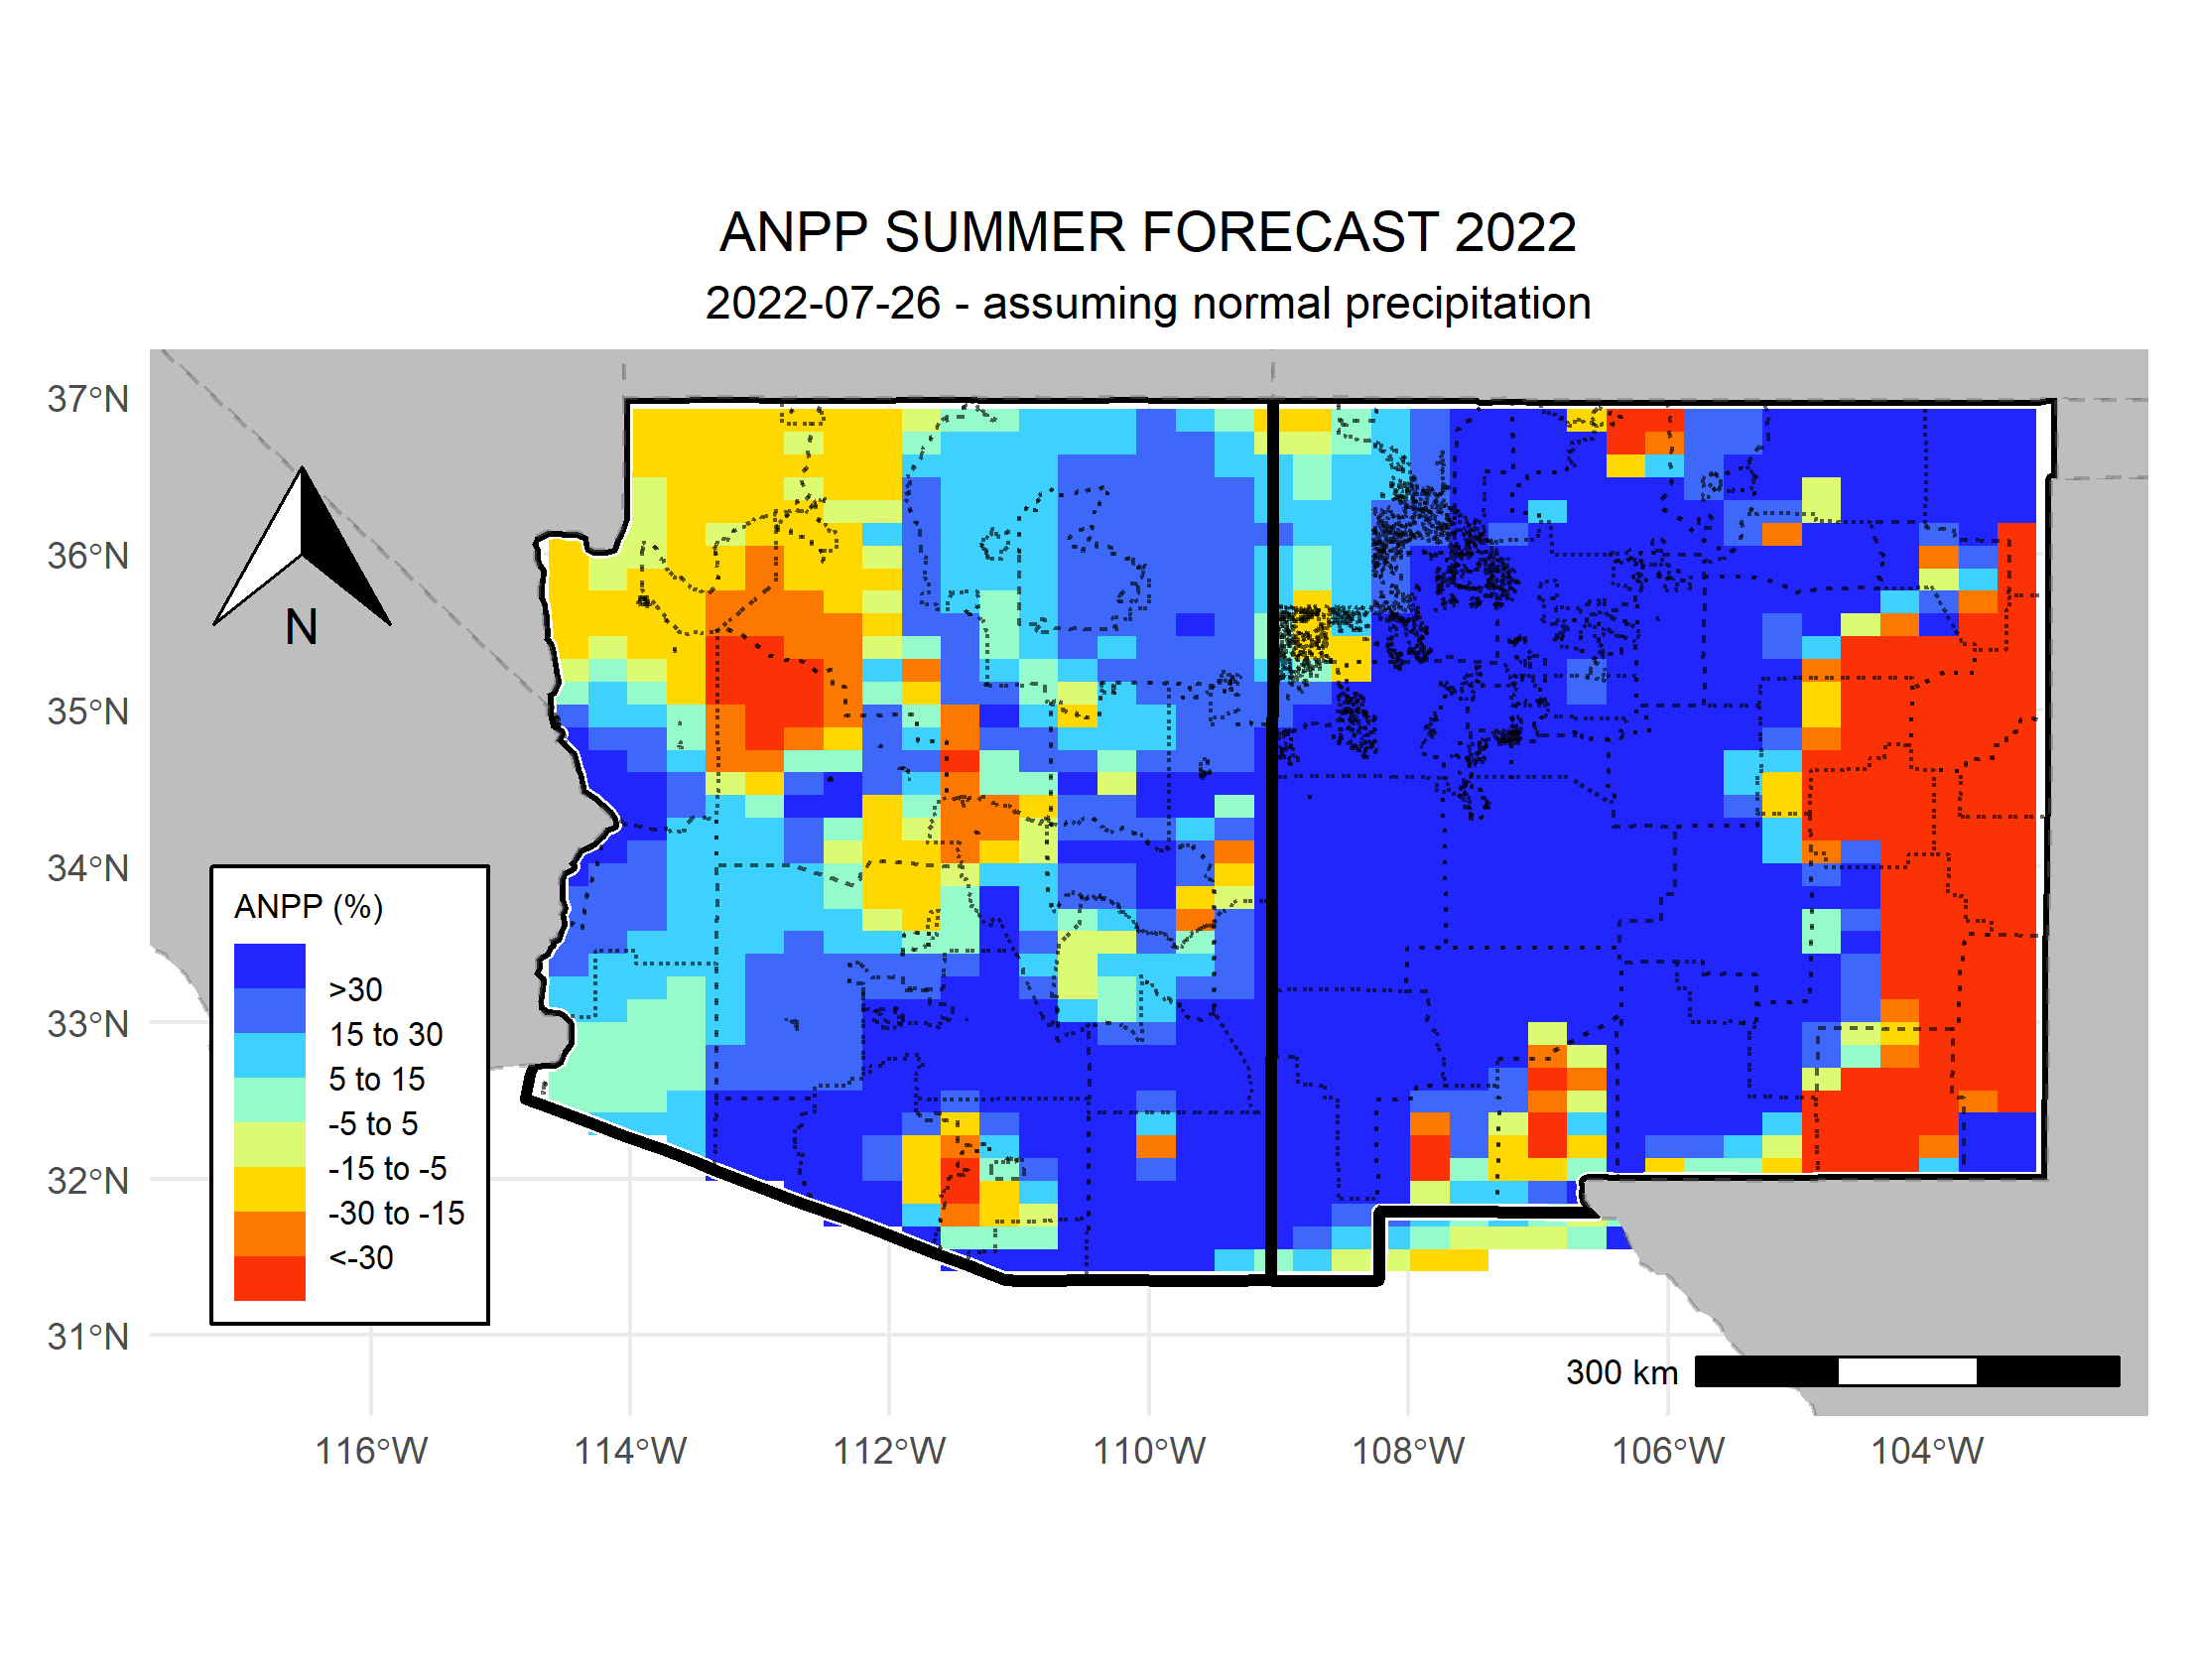 ANPP SUMMER FORECAST 2022
2022-07-26 - assuming normal precipitation
37°N
36°N
35°N
34°N
33°N
32°N
31°N
N
ANPP (%)
>30
15 to 30
5 to 15
-5 to 5
-15 to -5
-30 to -15
<-30
300 km
116°W
114°W
112°W
110°W
108°W
106°W
104°W